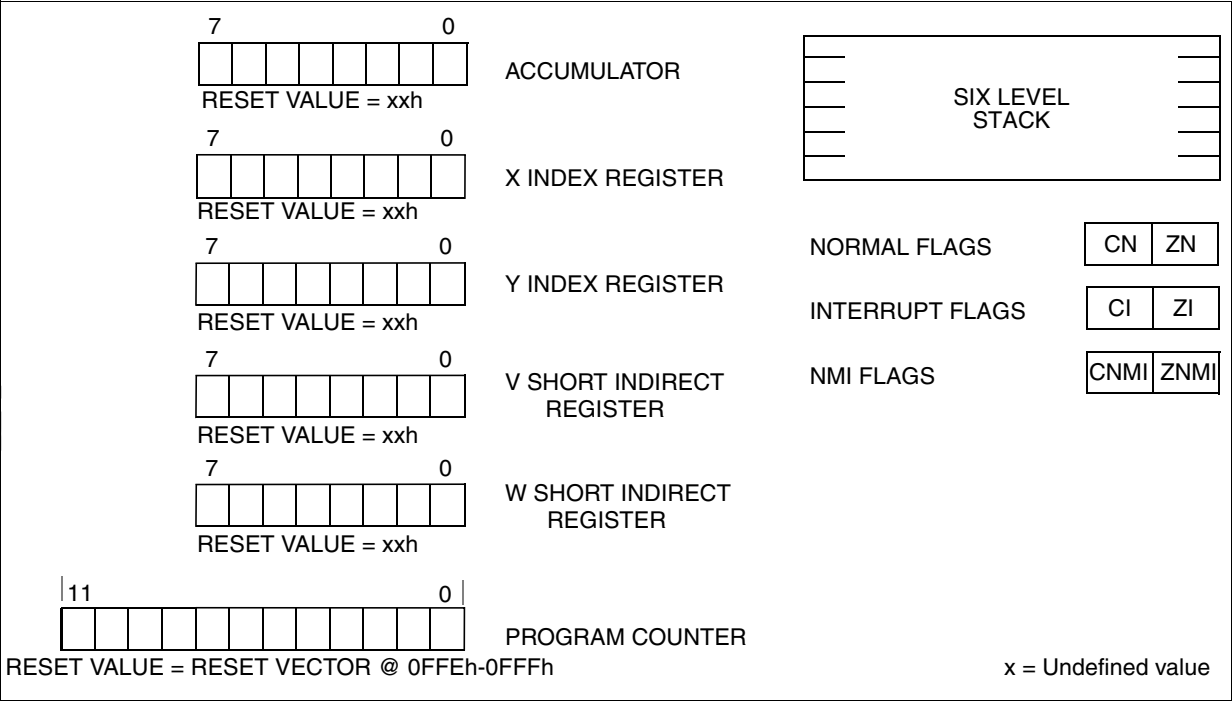 7 0
ACCUMULATOR
RESET VALUE = xxh
7 0
X INDEX REGISTER
RESET VALUE = xxh
7 0
Y INDEX REGISTER
RESET VALUE = xxh
7 0
V SHORT INDIRECT
REGISTER
RESET VALUE = xxh
7 0
W SHORT INDIRECT
REGISTER
RESET VALUE = xxh
11 0
PROGRAM COUNTER
RESET VALUE = RESET VECTOR @ 0FFEh-0FFFh
SIX LEVEL
STACK
NORMAL FLAGS CN ZN
INTERRUPT FLAGS CI ZI
NMI FLAGS CNMI ZNMI
x = Undefined value